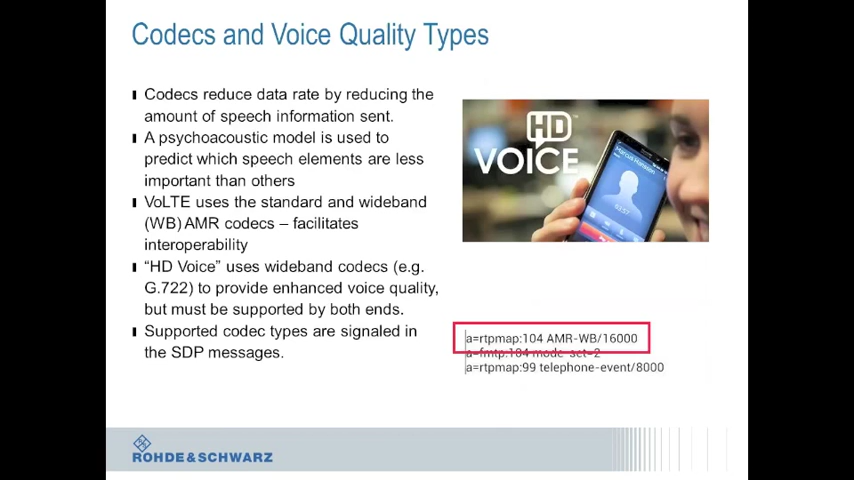 Codecs and Voice Quality Types
Codecs reduce data rate by reducing the
amount of speech information sent.
A psychoacoustic model is used to
predict which speech elements are less
important than others
VoLTE uses the standard and wideband
(WB) AMR codecs – facilitates
interoperability
“HD Voice” uses wideband codecs (e.g.
G.722) to provide enhanced voice quality,
but must be supported by both ends.
Supported codec types are signaled in
the SDP messages.
HD™
VOICE
03:57
a=rtpmap:104 AMR-WB/16000
a=fmtp:104 mode-set=2
a=rtpmap:99 telephone-event/8000
ROHDE&SCHWARZ